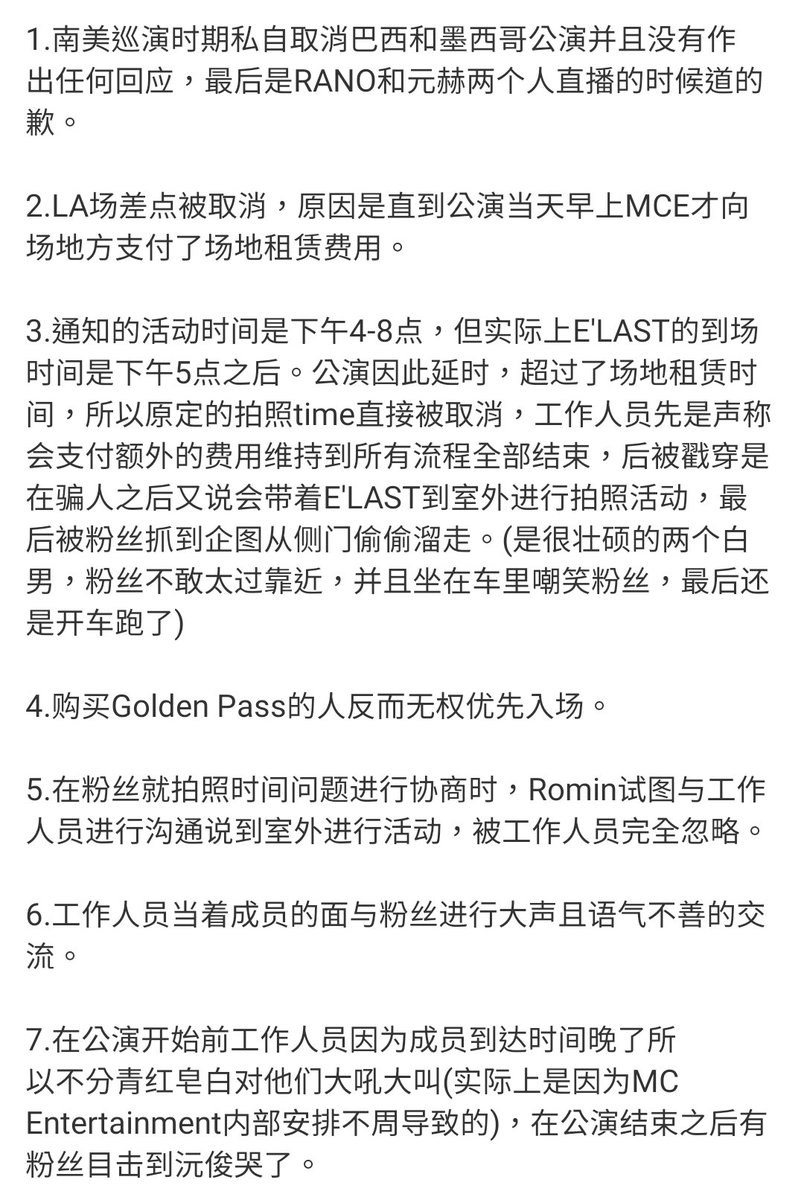 1.南美巡演时期私自取消巴西和墨西哥公演并且没有作
出任何回应，最后是RANO和元赫两个人直播的时候道的
歉。
2.LA场差点被取消，原因是直到公演当天早上MCE才向
场地方支付了场地租赁费用。
3.通知的活动时间是下午4-8点，但实际上E'LAST的到场
时间是下午5点之后。公演因此延时，超过了场地租赁时
间，所以原定的拍照time直接被取消，工作人员先是声称
会支付额外的费用维持到所有流程全部结束，后被戳穿是
在骗人之后又说会带着E'LAST到室外进行拍照活动，最
后被粉丝抓到企图从侧门偷偷溜走。(是很壮硕的两个白
男，粉丝不敢太过靠近，并且坐在车里嘲笑粉丝，最后还
是开车跑了)
4.购买Golden Pass的人反而无权优先入场。
5.在粉丝就拍照时间问题进行协商时，Romin试图与工作
人员进行沟通说到室外进行活动，被工作人员完全忽略。
6.工作人员当着成员的面与粉丝进行大声且语气不善的交
流。
7.在公演开始前工作人员因为成员到达时间晚了所
以不分青红皂白对他们大吼大叫(实际上是因为MC
Entertainment内部安排不周导致的)，在公演结束之后有
粉丝目击到沅俊哭了。